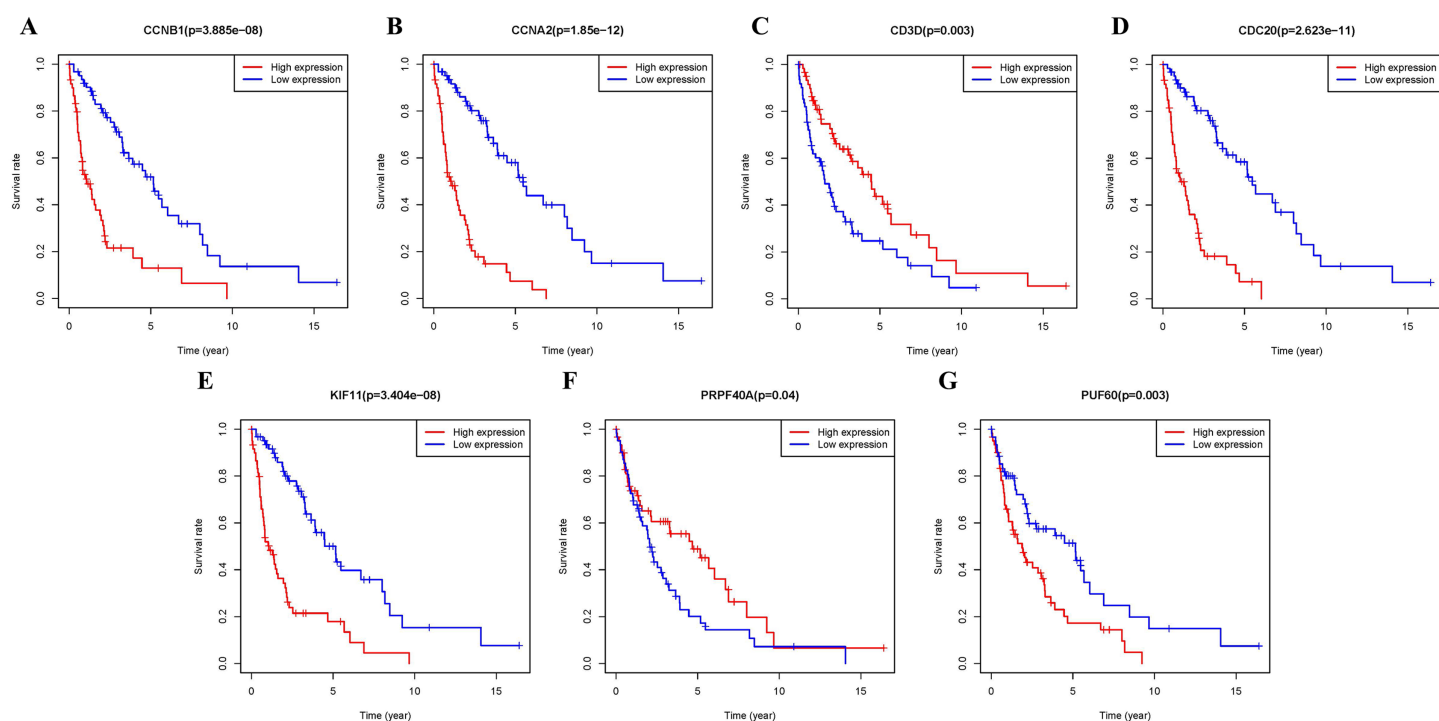 A
CCNB1(p=3.885e−08)
High expression
Low expression
Survival rate
1.0
0.8
0.6
0.4
0.2
0.0
0
5
10
15
Time (year)
B
CCNA2(p=1.85e−12)
High expression
Low expression
Survival rate
1.0
0.8
0.6
0.4
0.2
0.0
0
5
10
15
Time (year)
C
CD3D(p=0.003)
High expression
Low expression
Survival rate
1.0
0.8
0.6
0.4
0.2
0.0
0
5
10
15
Time (year)
D
CDC20(p=2.623e−11)
High expression
Low expression
Survival rate
1.0
0.8
0.6
0.4
0.2
0.0
0
5
10
15
Time (year)
E
KIF11(p=3.404e−08)
High expression
Low expression
Survival rate
1.0
0.8
0.6
0.4
0.2
0.0
0
5
10
15
Time (year)
F
PRPF40A(p=0.04)
High expression
Low expression
Survival rate
1.0
0.8
0.6
0.4
0.2
0.0
0
5
10
15
Time (year)
G
PUF60(p=0.003)
High expression
Low expression
Survival rate
1.0
0.8
0.6
0.4
0.2
0.0
0
5
10
15
Time (year)